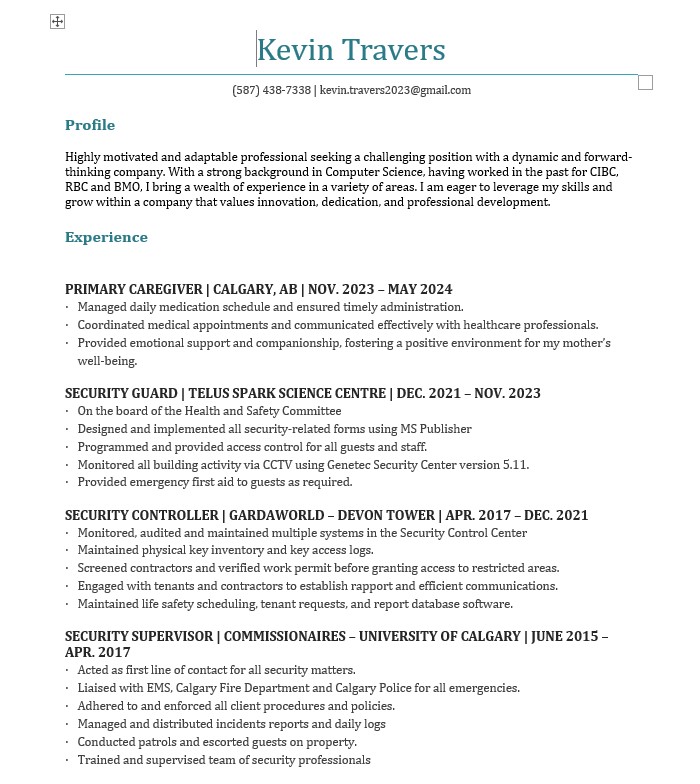 Kevin Travers
(587) 438-7338 | kevin.travers2023@gmail.com
Profile
Highly motivated and adaptable professional seeking a challenging position with a dynamic and forward-
thinking company. With a strong background in Computer Science, having worked in the past for CIBC,
RBC and BMO, I bring a wealth of experience in a variety of areas. I am eager to leverage my skills and
grow within a company that values innovation, dedication, and professional development.
Experience
PRIMARY CAREGIVER | CALGARY, AB | NOV. 2023 – MAY 2024
· Managed daily medication schedule and ensured timely administration.
· Coordinated medical appointments and communicated effectively with healthcare professionals.
· Provided emotional support and companionship, fostering a positive environment for my mother's
well-being.
SECURITY GUARD | TELUS SPARK SCIENCE CENTRE | DEC. 2021 – NOV. 2023
· On the board of the Health and Safety Committee
· Designed and implemented all security-related forms using MS Publisher
· Programmed and provided access control for all guests and staff.
· Monitored all building activity via CCTV using Genetec Security Center version 5.11.
· Provided emergency first aid to guests as required.
SECURITY CONTROLLER | GARDAWORLD – DEVON TOWER | APR. 2017 – DEC. 2021
· Monitored, audited and maintained multiple systems in the Security Control Center
· Maintained physical key inventory and key access logs.
· Screened contractors and verified work permit before granting access to restricted areas.
· Engaged with tenants and contractors to establish rapport and efficient communications.
· Maintained life safety scheduling, tenant requests, and report database software.
SECURITY SUPERVISOR | COMMISSIONAIRES – UNIVERSITY OF CALGARY | JUNE 2015 –
APR. 2017
· Acted as first line of contact for all security matters.
· Liaised with EMS, Calgary Fire Department and Calgary Police for all emergencies.
· Adhered to and enforced all client procedures and policies.
· Managed and distributed incidents reports and daily logs
· Conducted patrols and escorted guests on property.
· Trained and supervised team of security professionals